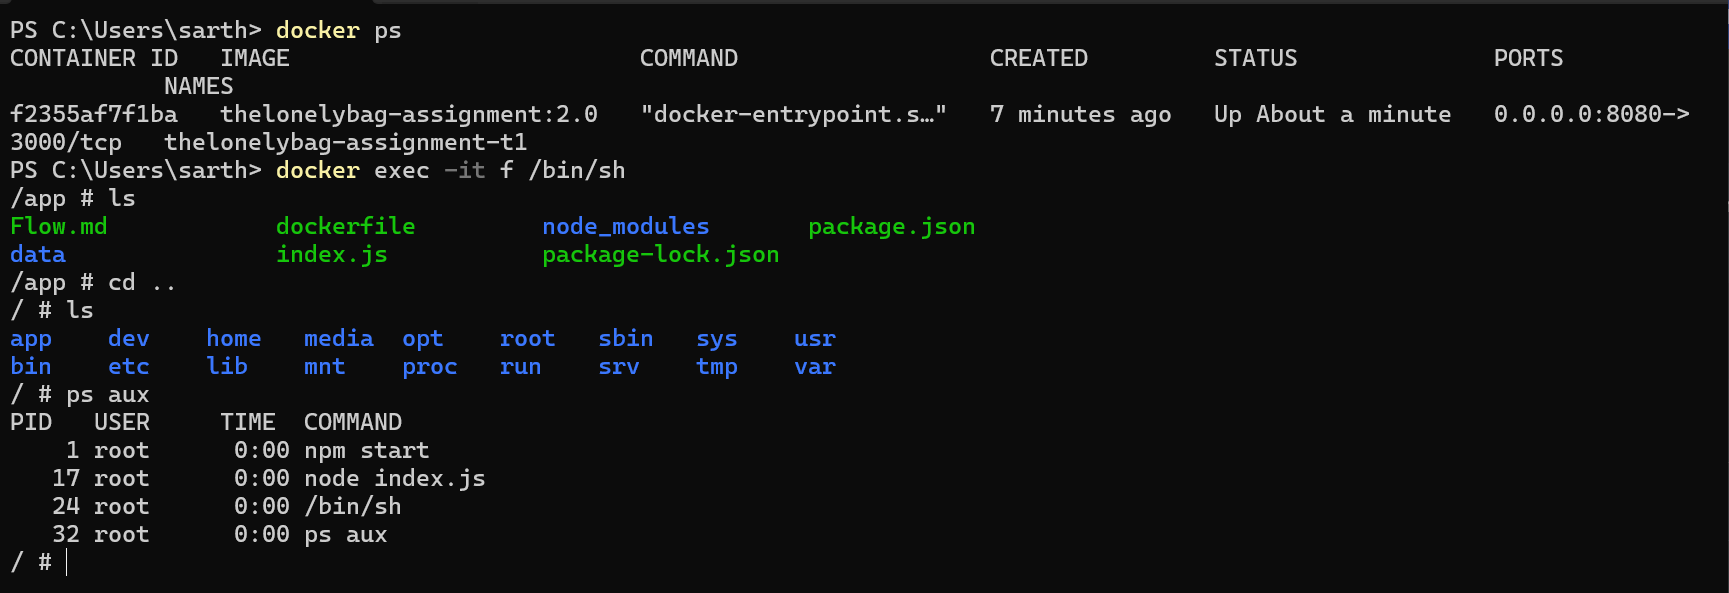 PS C:\Users\sarth> docker ps
CONTAINER ID   IMAGE                         COMMAND                  CREATED         STATUS              PORTS
           NAMES
f2355af7f1ba   thelonelybag-assignment:2.0   "docker-entrypoint.s…"   7 minutes ago   Up About a minute   0.0.0.0:8080->
3000/tcp   thelonelybag-assignment-t1
PS C:\Users\sarth> docker exec -it f /bin/sh
/app # ls
Flow.md            dockerfile         node_modules       package.json
data               index.js           package-lock.json
/app # cd ..
/ # ls
app    dev    home   media  opt    root   sbin   sys    usr
bin    etc    lib    mnt    proc   run    srv    tmp    var
/ # ps aux
PID   USER     TIME  COMMAND
    1 root      0:00 npm start
   17 root      0:00 node index.js
   24 root      0:00 /bin/sh
   32 root      0:00 ps aux
/ #